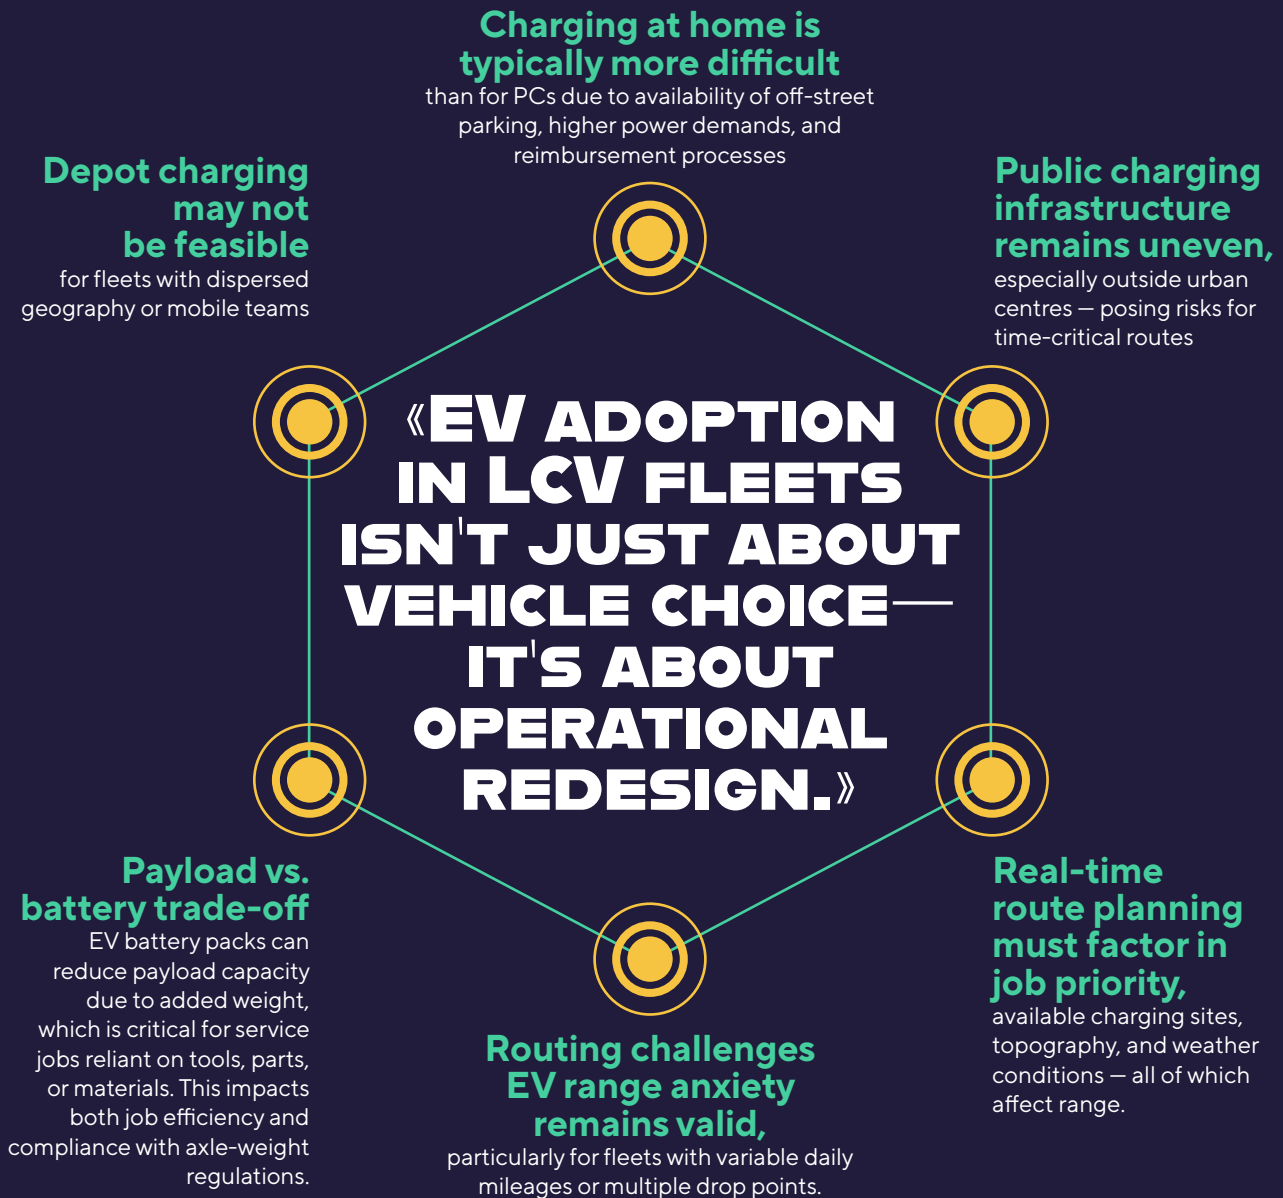 Charging at home is
typically more difficult
than for PCs due to availability of off-street
parking, higher power demands, and
reimbursement processes
Depot charging
may not
be feasible
for fleets with dispersed
geography or mobile teams
Public charging
infrastructure
remains uneven,
especially outside urban
centres — posing risks for
time-critical routes
《EV ADOPTION
IN LCV FLEETS
ISN'T JUST ABOUT
VEHICLE CHOICE—
IT'S ABOUT
OPERATIONAL
REDESIGN.》
Payload vs.
battery trade-off
EV battery packs can
reduce payload capacity
due to added weight,
which is critical for service
jobs reliant on tools, parts,
or materials. This impacts
both job efficiency and
compliance with axle-weight
regulations.
Routing challenges
EV range anxiety
remains valid,
particularly for fleets with variable daily
mileages or multiple drop points.
Real-time
route planning
must factor in
job priority,
available charging sites,
topography, and weather
conditions — all of which
affect range.